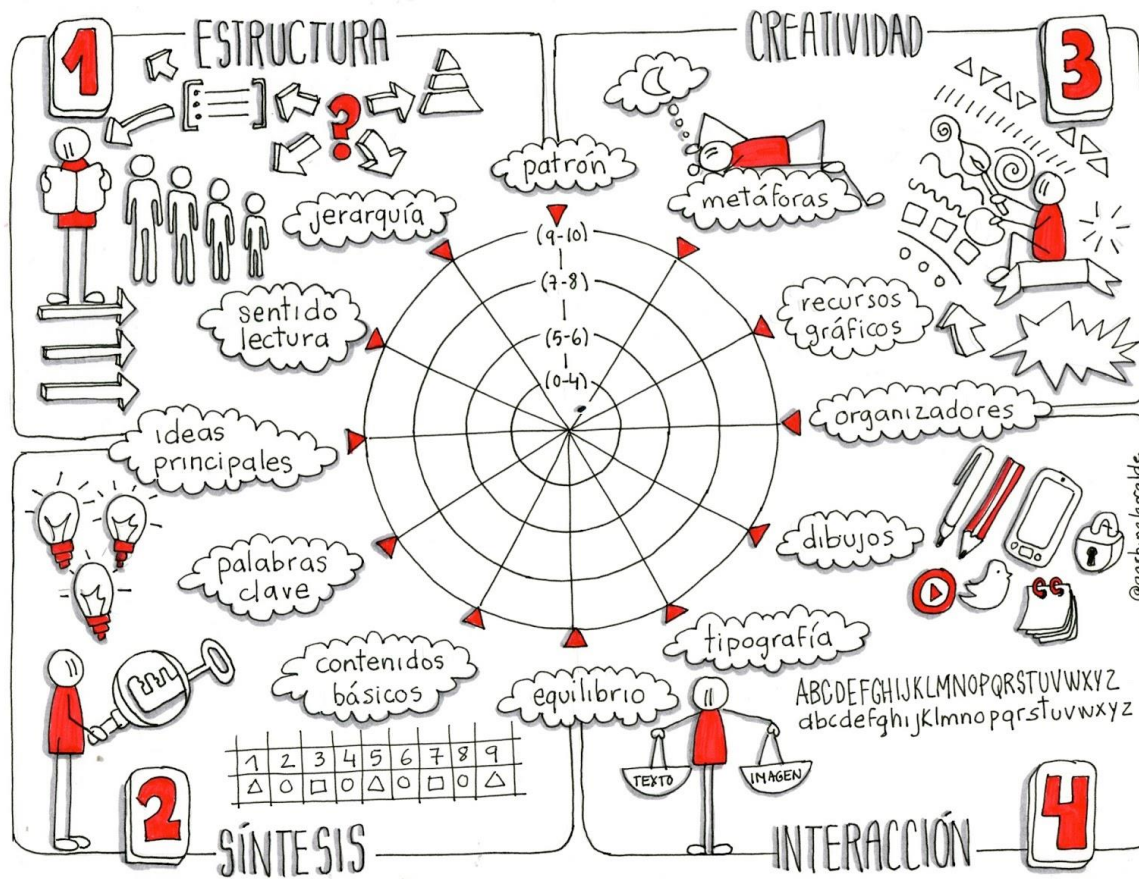 1 ESTRUCTURA
?
patrón
jerarquía
sentido
lectura
CREATIVIDAD 3
metáforas
recursos
gráficos
organizadores
(9-10)
(7-8)
(5-6)
(0-4)
ideas
principales
palabras
clave
contenidos
básicos
equilibrio
1 2 3 4 5 6 7 8 9
2 SÍNTESIS
dibujos
tipografía
ABCDEFGHIJKLMNOPQRSTUVWXYZ
abcdefghijklmnopqrstuvwxyz
TEXTO
IMAGEN
INTERACCIÓN 4